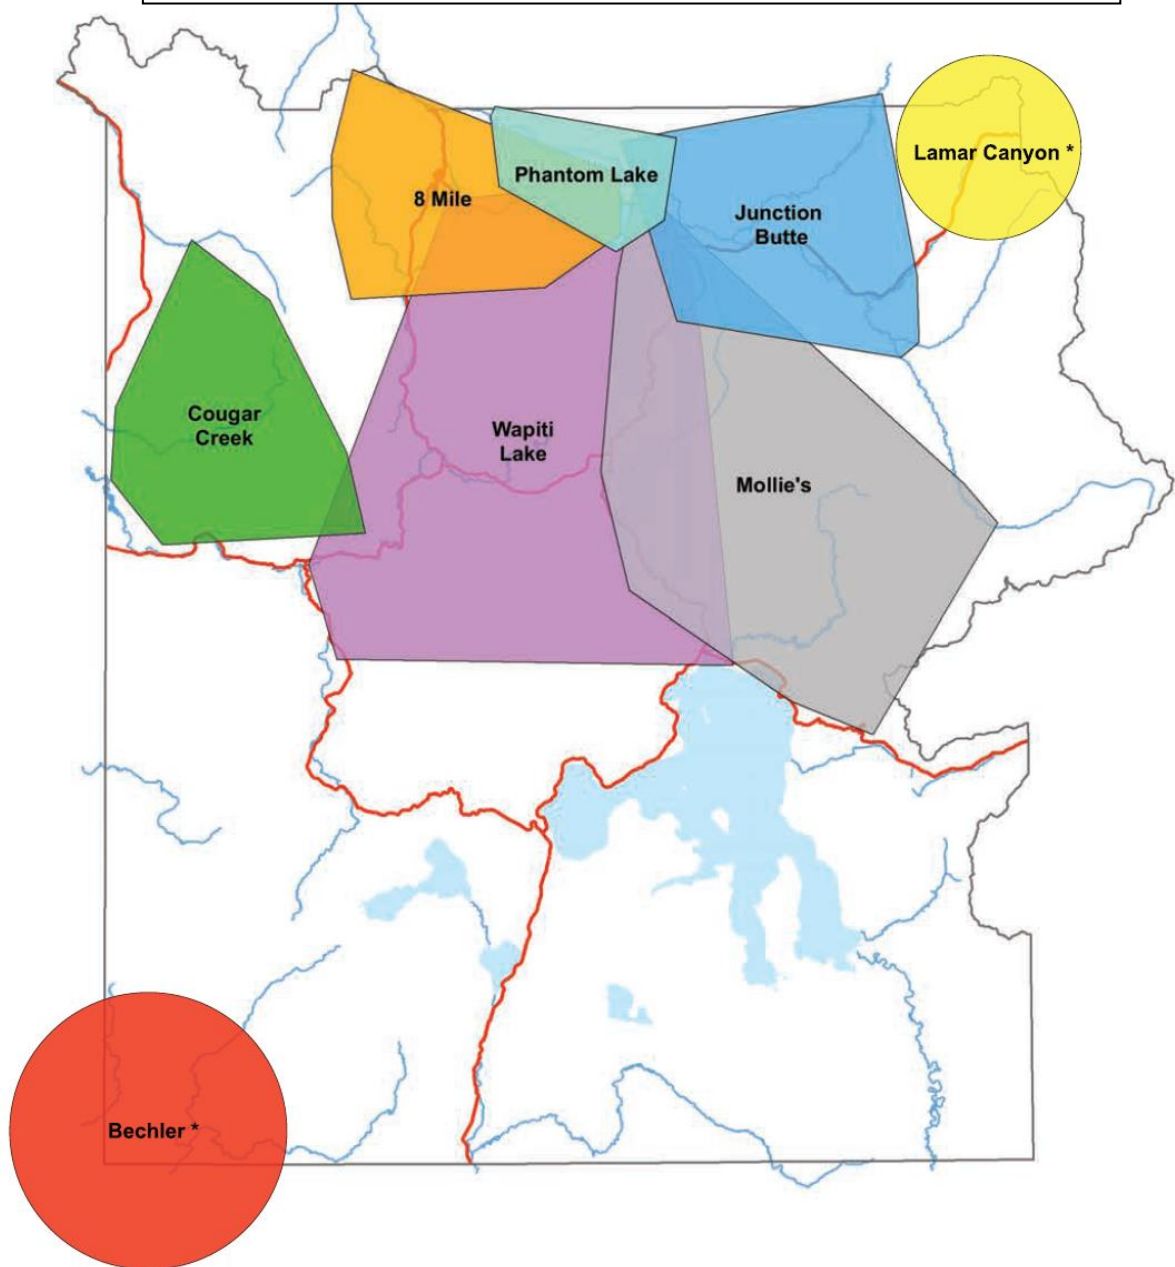 Lamar Canyon *
Phantom Lake
8 Mile
Junction
Butte
Cougar
Creek
Wapiti
Lake
Mollie's
Bechler *